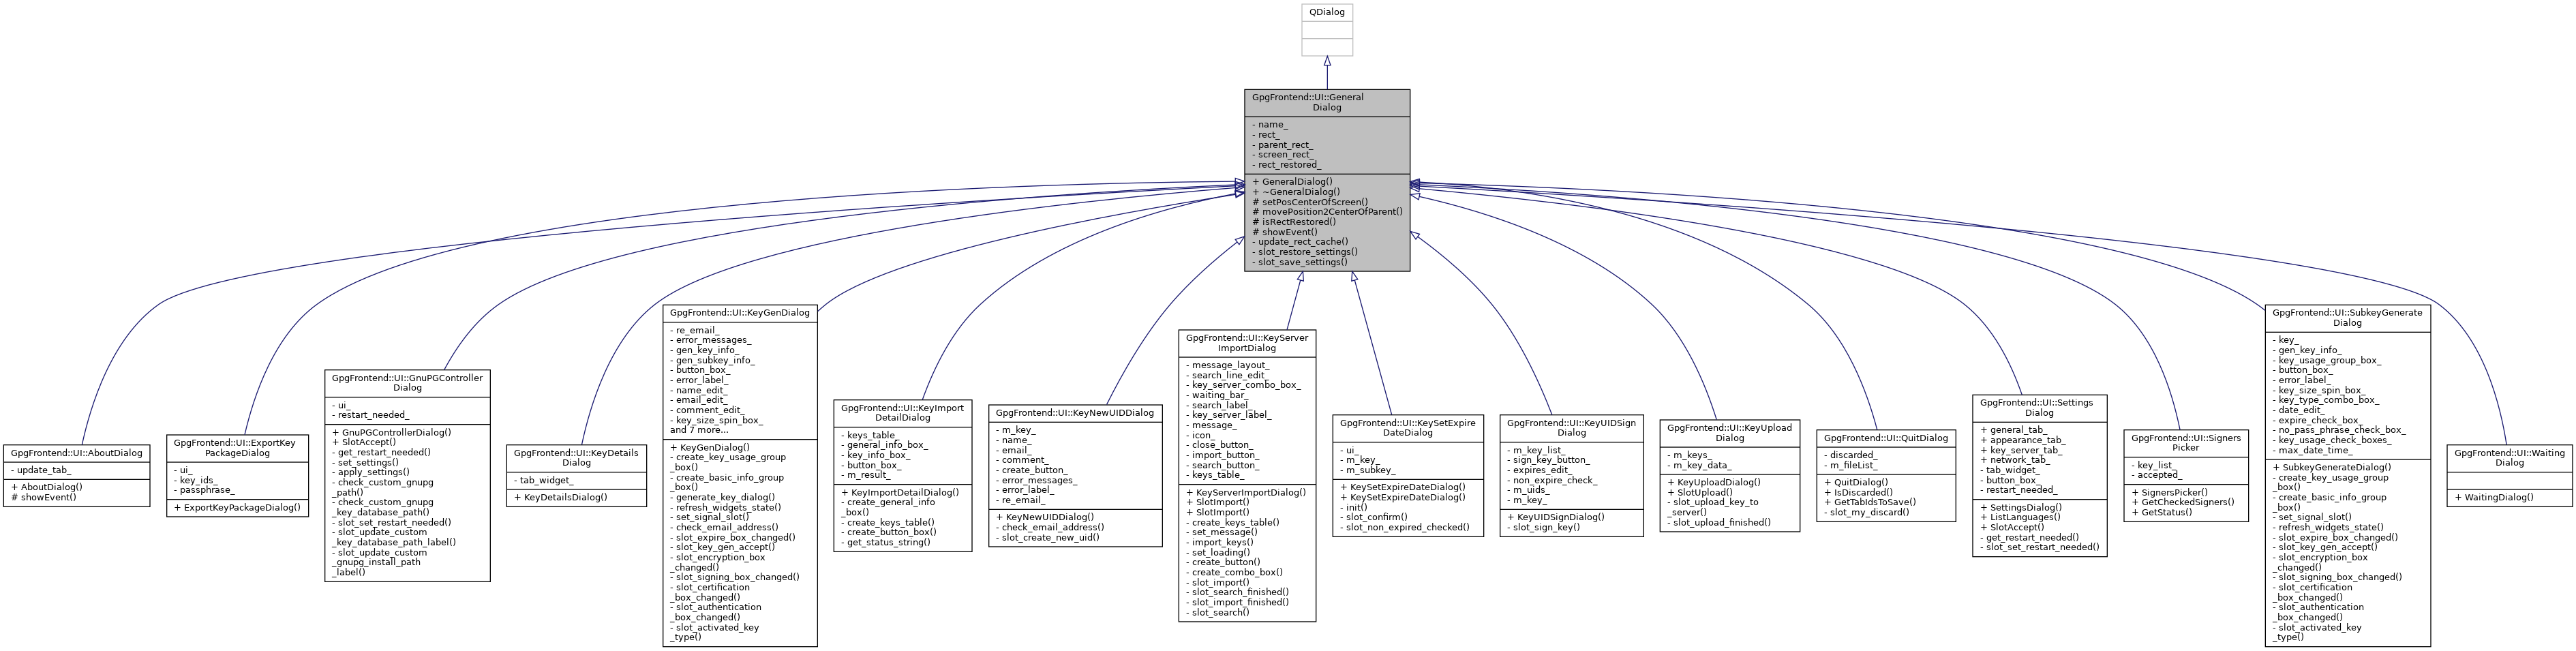 QDialog
GpgFrontend::UI::General
Dialog
- name_
- rect_
- parent_rect_
- screen_rect_
- rect_restored_
+ GeneralDialog()
+ ~GeneralDialog()
# setPosCenterOfScreen()
# movePosition2CenterOfParent()
# isRectRestored()
# showEvent()
- update_rect_cache()
- slot_restore_settings()
- slot_save_settings()
GpgFrontend::UI::AboutDialog
- update_tab_
+ AboutDialog()
# showEvent()
GpgFrontend::UI::ExportKey
PackageDialog
- ui_
- key_ids_
- passphrase_
+ ExportKeyPackageDialog()
GpgFrontend::UI::GnuPGController
Dialog
- ui_
- restart_needed_
+ GnuPGControllerDialog()
+ SlotAccept()
- get_restart_needed()
- set_settings()
- apply_settings()
- check_custom_gnupg
_path()
- check_custom_gnupg
_key_database_path()
- slot_set_restart_needed()
- slot_update_custom
_key_database_path_label()
- slot_update_custom
_gnupg_install_path
_label()
GpgFrontend::UI::KeyDetails
Dialog
- tab_widget_
+ KeyDetailsDialog()
GpgFrontend::UI::KeyGenDialog
- re_email_
- error_messages_
- gen_key_info_
- gen_subkey_info_
- button_box_
- error_label_
- name_edit_
- email_edit_
- comment_edit_
- key_size_spin_box_
and 7 more...
+ KeyGenDialog()
- create_key_usage_group
_box()
- create_basic_info_group
_box()
- generate_key_dialog()
- refresh_widgets_state()
- set_signal_slot()
- check_email_address()
- slot_expire_box_changed()
- slot_key_gen_accept()
- slot_encryption_box
_changed()
- slot_signing_box_changed()
- slot_certification
_box_changed()
- slot_authentication
_box_changed()
- slot_activated_key
_type()
GpgFrontend::UI::KeyImport
DetailDialog
- keys_table_
- general_info_box_
- key_info_box_
- button_box_
- m_result_
+ KeyImportDetailDialog()
- create_general_info
_box()
- create_keys_table()
- create_button_box()
- get_status_string()
GpgFrontend::UI::KeyNewUIDDialog
- m_key_
- name_
- email_
- comment_
- create_button_
- error_messages_
- error_label_
- re_email_
+ KeyNewUIDDialog()
- check_email_address()
- slot_create_new_uid()
GpgFrontend::UI::KeyServer
ImportDialog
- message_layout_
- search_line_edit_
- key_server_combo_box_
- waiting_bar_
- search_label_
- key_server_label_
- message_
- icon_
- close_button_
- import_button_
- search_button_
- keys_table_
+ KeyServerImportDialog()
+ SlotImport()
+ SlotImport()
- create_keys_table()
- set_message()
- import_keys()
- set_loading()
- create_button()
- create_combo_box()
- slot_import()
- slot_search_finished()
- slot_import_finished()
- slot_search()
GpgFrontend::UI::KeySetExpire
DateDialog
- ui_
- m_key_
- m_subkey_
+ KeySetExpireDateDialog()
+ KeySetExpireDateDialog()
- init()
- slot_confirm()
- slot_non_expired_checked()
GpgFrontend::UI::KeyUIDSign
Dialog
- m_key_list_
- sign_key_button_
- expires_edit_
- non_expire_check_
- m_uids_
- m_key_
+ KeyUIDSignDialog()
- slot_sign_key()
GpgFrontend::UI::KeyUpload
Dialog
- m_keys_
- m_key_data_
+ KeyUploadDialog()
+ SlotUpload()
- slot_upload_key_to
_server()
- slot_upload_finished()
GpgFrontend::UI::QuitDialog
- discarded_
- m_fileList_
+ QuitDialog()
+ IsDiscarded()
+ GetTabIdsToSave()
- slot_my_discard()
GpgFrontend::UI::Settings
Dialog
+ general_tab_
+ appearance_tab_
+ key_server_tab_
+ network_tab_
- tab_widget_
- button_box_
- restart_needed_
+ SettingsDialog()
+ ListLanguages()
+ SlotAccept()
- get_restart_needed()
- slot_set_restart_needed()
GpgFrontend::UI::Signers
Picker
- key_list_
- accepted_
+ SignersPicker()
+ GetCheckedSigners()
+ GetStatus()
GpgFrontend::UI::SubkeyGenerate
Dialog
- key_
- gen_key_info_
- key_usage_group_box_
- button_box_
- error_label_
- key_size_spin_box_
- key_type_combo_box_
- date_edit_
- expire_check_box_
- no_pass_phrase_check_box_
- key_usage_check_boxes_
- max_date_time_
+ SubkeyGenerateDialog()
- create_key_usage_group
_box()
- create_basic_info_group
_box()
- set_signal_slot()
- refresh_widgets_state()
- slot_expire_box_changed()
- slot_key_gen_accept()
- slot_encryption_box
_changed()
- slot_signing_box_changed()
- slot_certification
_box_changed()
- slot_authentication
_box_changed()
- slot_activated_key
_type()
GpgFrontend::UI::Waiting
Dialog
+ WaitingDialog()